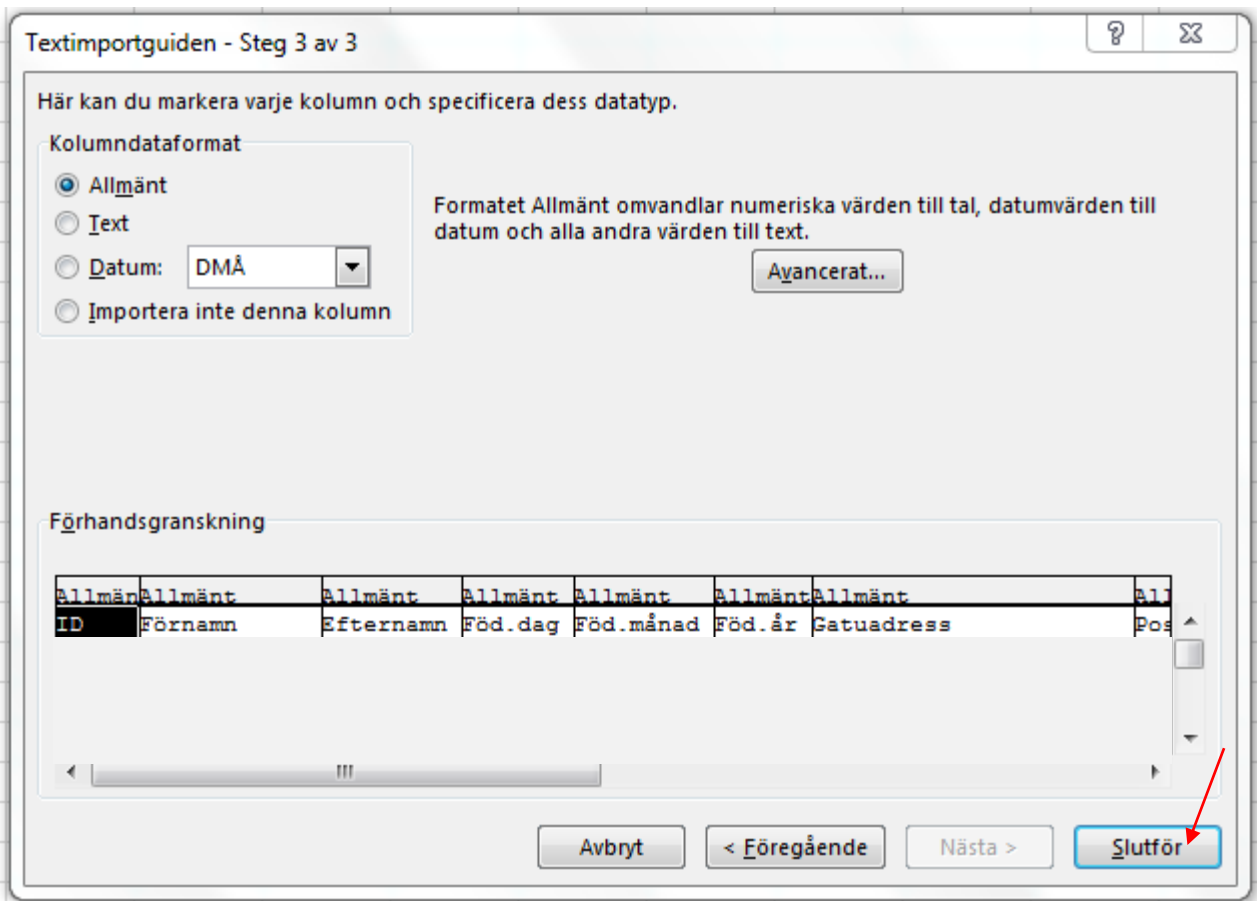 Textimportguiden - Steg 3 av 3
Här kan du markera varje kolumn och specificera dess datatyp.
Kolumndataformat
Allmänt
Text
Datum: DMÅ
Importera inte denna kolumn
Formatet Allmänt omvandlar numeriska värden till tal, datumvärden till
datum och alla andra värden till text.
Avancerat...
Förhandsgranskning
Allmän Allmänt Allmänt Allmänt Allmänt Allmänt Allmänt All
ID Förnamn Efternamn Föd.dag Föd.månad Föd.år Gatuadress Pos
Avbryt < Föregående Nästa > Slutför